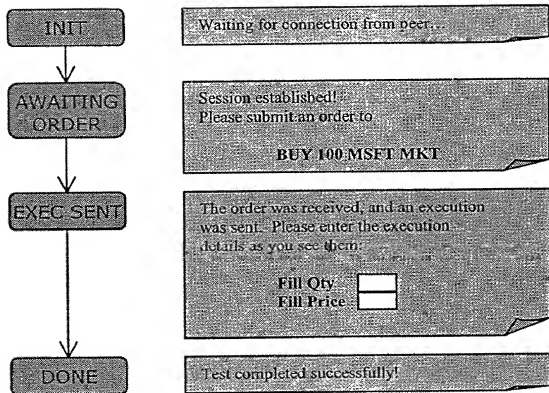 INIT
Waiting for connection from peer...
AWAITING
ORDER
Session established!
Please submit an order to
BUY 100 MSFT MKT
EXEC SENT
The order was received, and an execution
was sent. Please enter the execution
details as you see them:
Fill Qty
Fill Price
DONE
Test completed successfully!